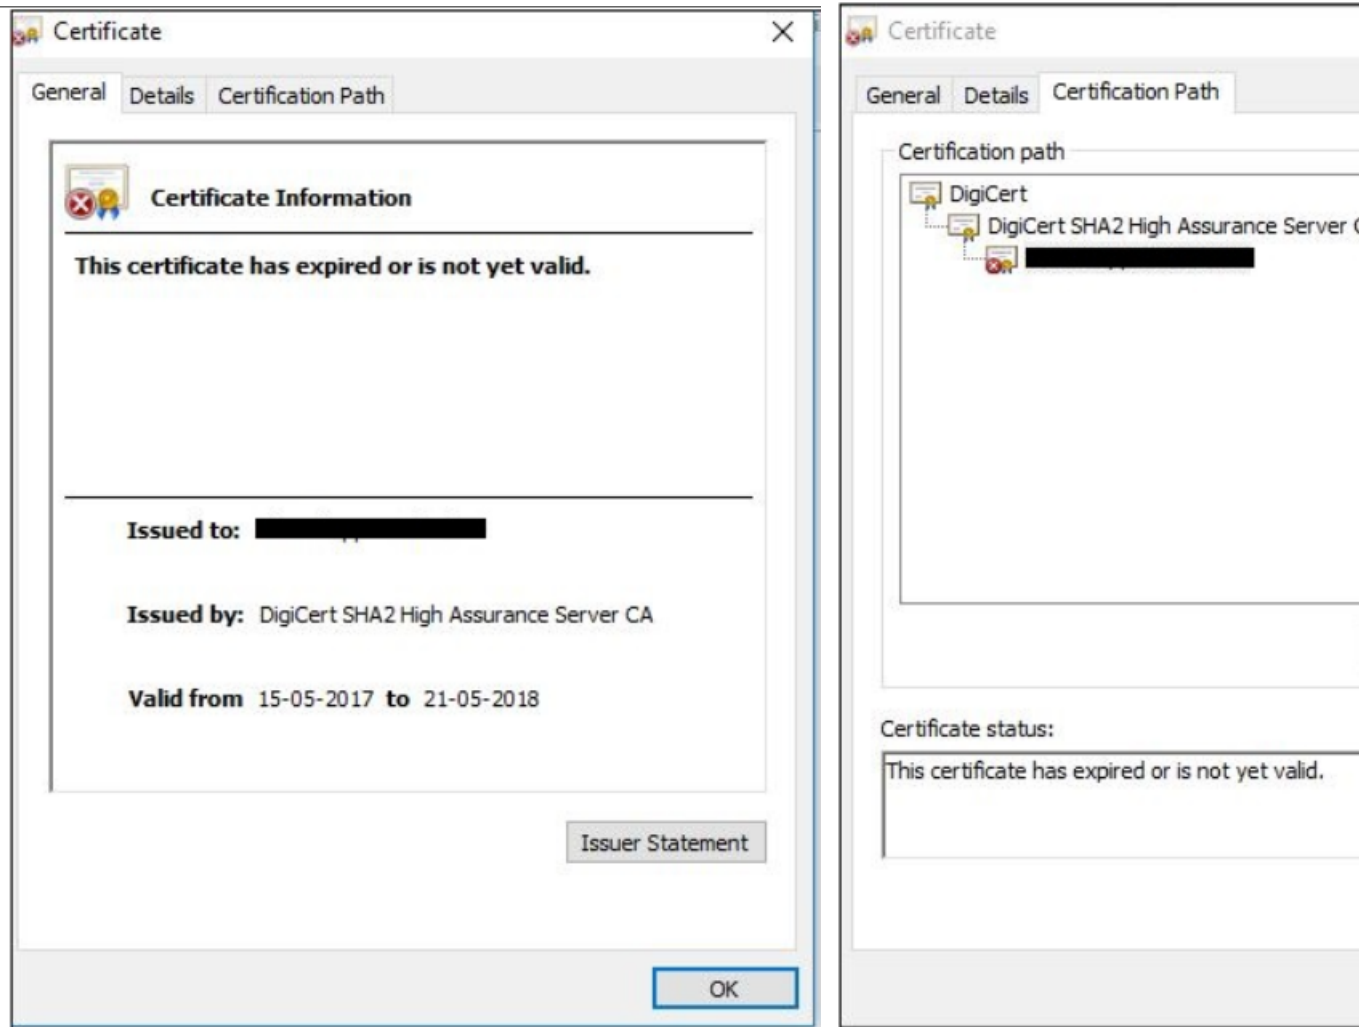 Certificate
General Details Certification Path
Certificate Information
This certificate has expired or is not yet valid.
Issued to:
Issued by: DigiCert SHA2 High Assurance Server CA
Valid from 15-05-2017 to 21-05-2018
Issuer Statement
OK
Certificate
General Details Certification Path
Certification path
DigiCert
DigiCert SHA2 High Assurance Server
Certificate status:
This certificate has expired or is not yet valid.